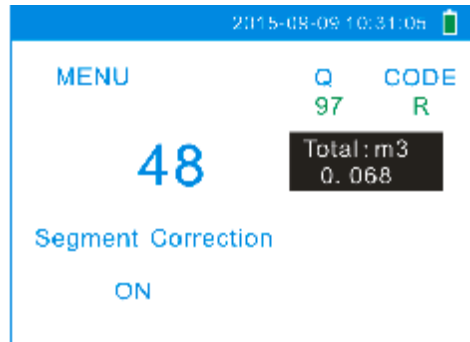 2015-08-09 10:31:05
MENU Q CODE
97 R
48 Total:m3
0.068
Segment Correction
ON